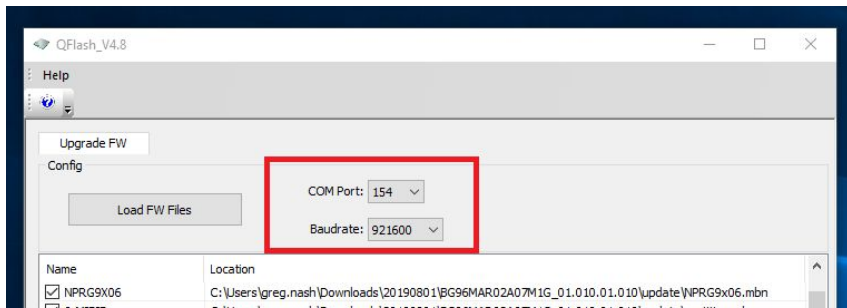 QFlash_V4.8
Help
Upgrade FW
Config
COM Port: 154
Load FW Files
Baudrate: 921600
Name Location
NPRG9X06 C:\Users\greg.nash\Downloads\20190801\BG96MAR02A07M1G_01.010.01.010\update\NPRG9x06.mbn